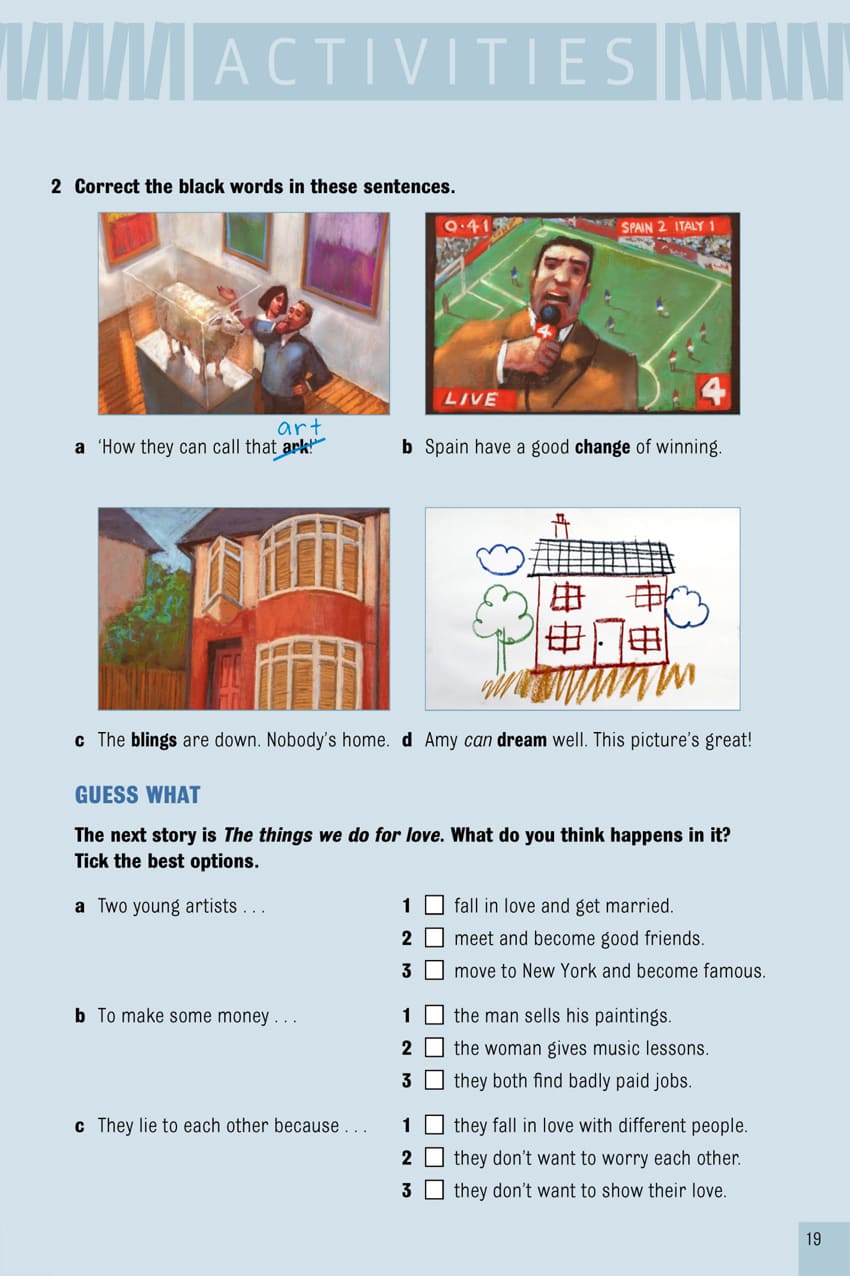 ACTIVITIES
2 Correct the black words in these sentences.
0·41
SPAIN 2 ITALY 1
4
LIVE
4
art
a 'How they can call that ark!'
b Spain have a good change of winning.
c The blings are down. Nobody's home.
d Amy can dream well. This picture's great!
GUESS WHAT
The next story is The things we do for love. What do you think happens in it?
Tick the best options.
a Two young artists . . .
1 fall in love and get married.
2 meet and become good friends.
3 move to New York and become famous.
b To make some money . . .
1 the man sells his paintings.
2 the woman gives music lessons.
3 they both find badly paid jobs.
c They lie to each other because . . .
1 they fall in love with different people.
2 they don't want to worry each other.
3 they don't want to show their love.
19